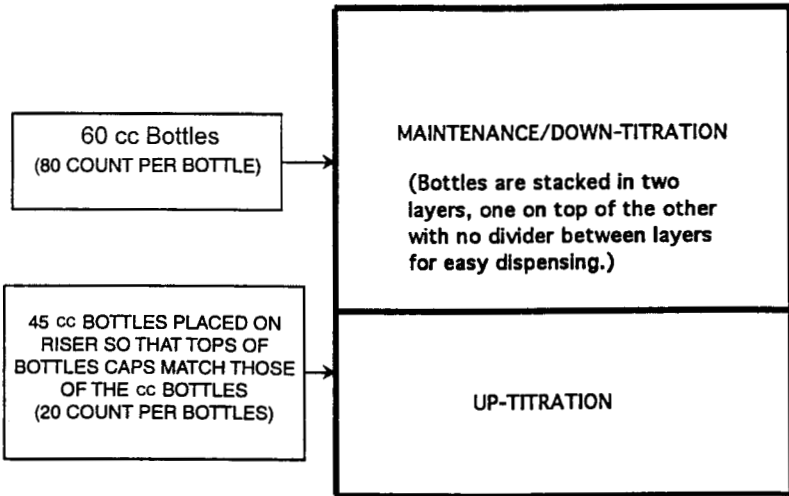 60 cc Bottles
(80 COUNT PER BOTTLE)
MAINTENANCE/DOWN-TITRATION
(Bottles are stacked in two
layers, one on top of the other
with no divider between layers
for easy dispensing.)
45 cc BOTTLES PLACED ON
RISER SO THAT TOPS OF
BOTTLES CAPS MATCH THOSE
OF THE cc BOTTLES
(20 COUNT PER BOTTLES)
UP-TITRATION